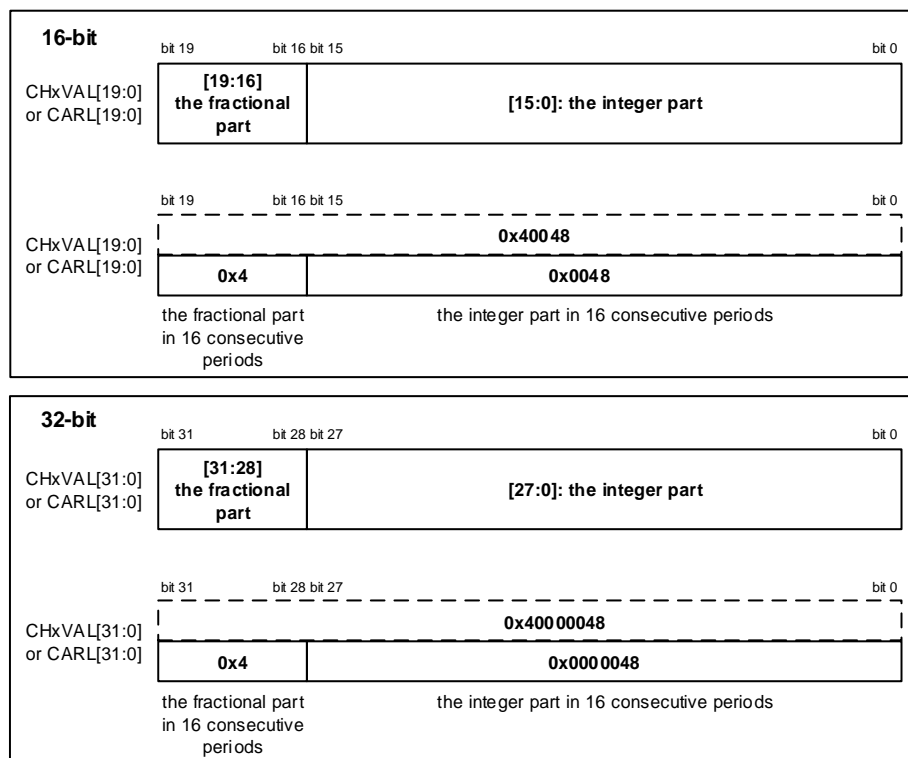 16-bit
bit 19 bit 16 bit 15 bit 0
CHxVAL[19:0]
or CARL[19:0]
[19:16]
the fractional
part
[15:0]: the integer part
bit 19 bit 16 bit 15 bit 0
CHxVAL[19:0]
or CARL[19:0]
0x40048
0x4 0x0048
the fractional part
in 16 consecutive
periods
the integer part in 16 consecutive periods
32-bit
bit 31 bit 28 bit 27 bit 0
CHxVAL[31:0]
or CARL[31:0]
[31:28]
the fractional
part
[27:0]: the integer part
bit 31 bit 28 bit 27 bit 0
CHxVAL[31:0]
or CARL[31:0]
0x40000048
0x4 0x0000048
the fractional part
in 16 consecutive
periods
the integer part in 16 consecutive periods